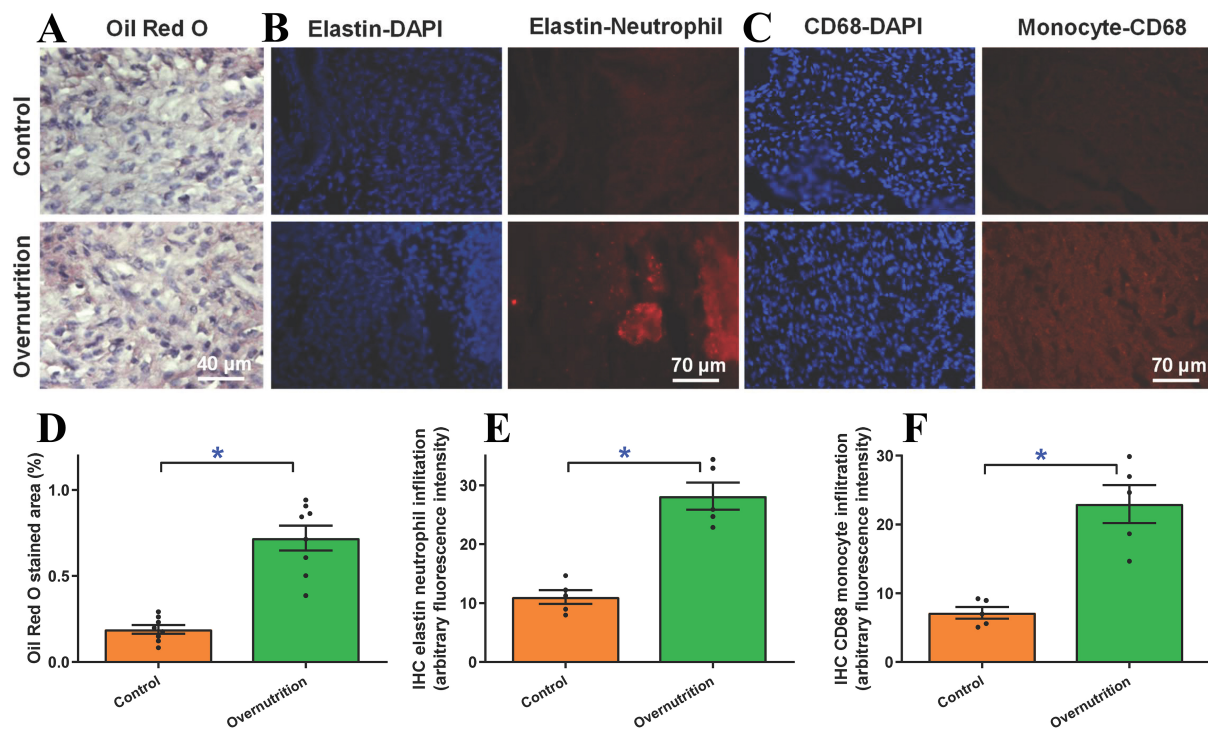 A Oil Red O B Elastin-DAPI Elastin-Neutrophil C CD68-DAPI Monocyte-CD68
Control
Overnutrition
40 µm
70 µm
70 µm
D
Oil Red O stained area (%)
1.0
0.5
0.0
*
Control
Overnutrition
E
IHC elastin neutrophil inflitation
(arbitrary fluorescence intensity)
30
20
10
0
*
Control
Overnutrition
F
IHC CD68 monocyte inflitration
(arbitrary fluorescence intensity)
30
20
10
0
*
Control
Overnutrition